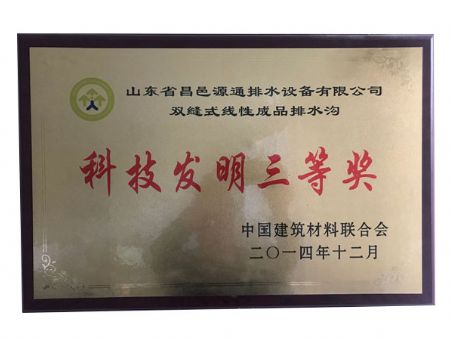 山东省昌邑源通排水设备有限公司
双缝式线性成品排水沟
科技发明三等奖
中国建筑材料联合会
二〇一四年十二月